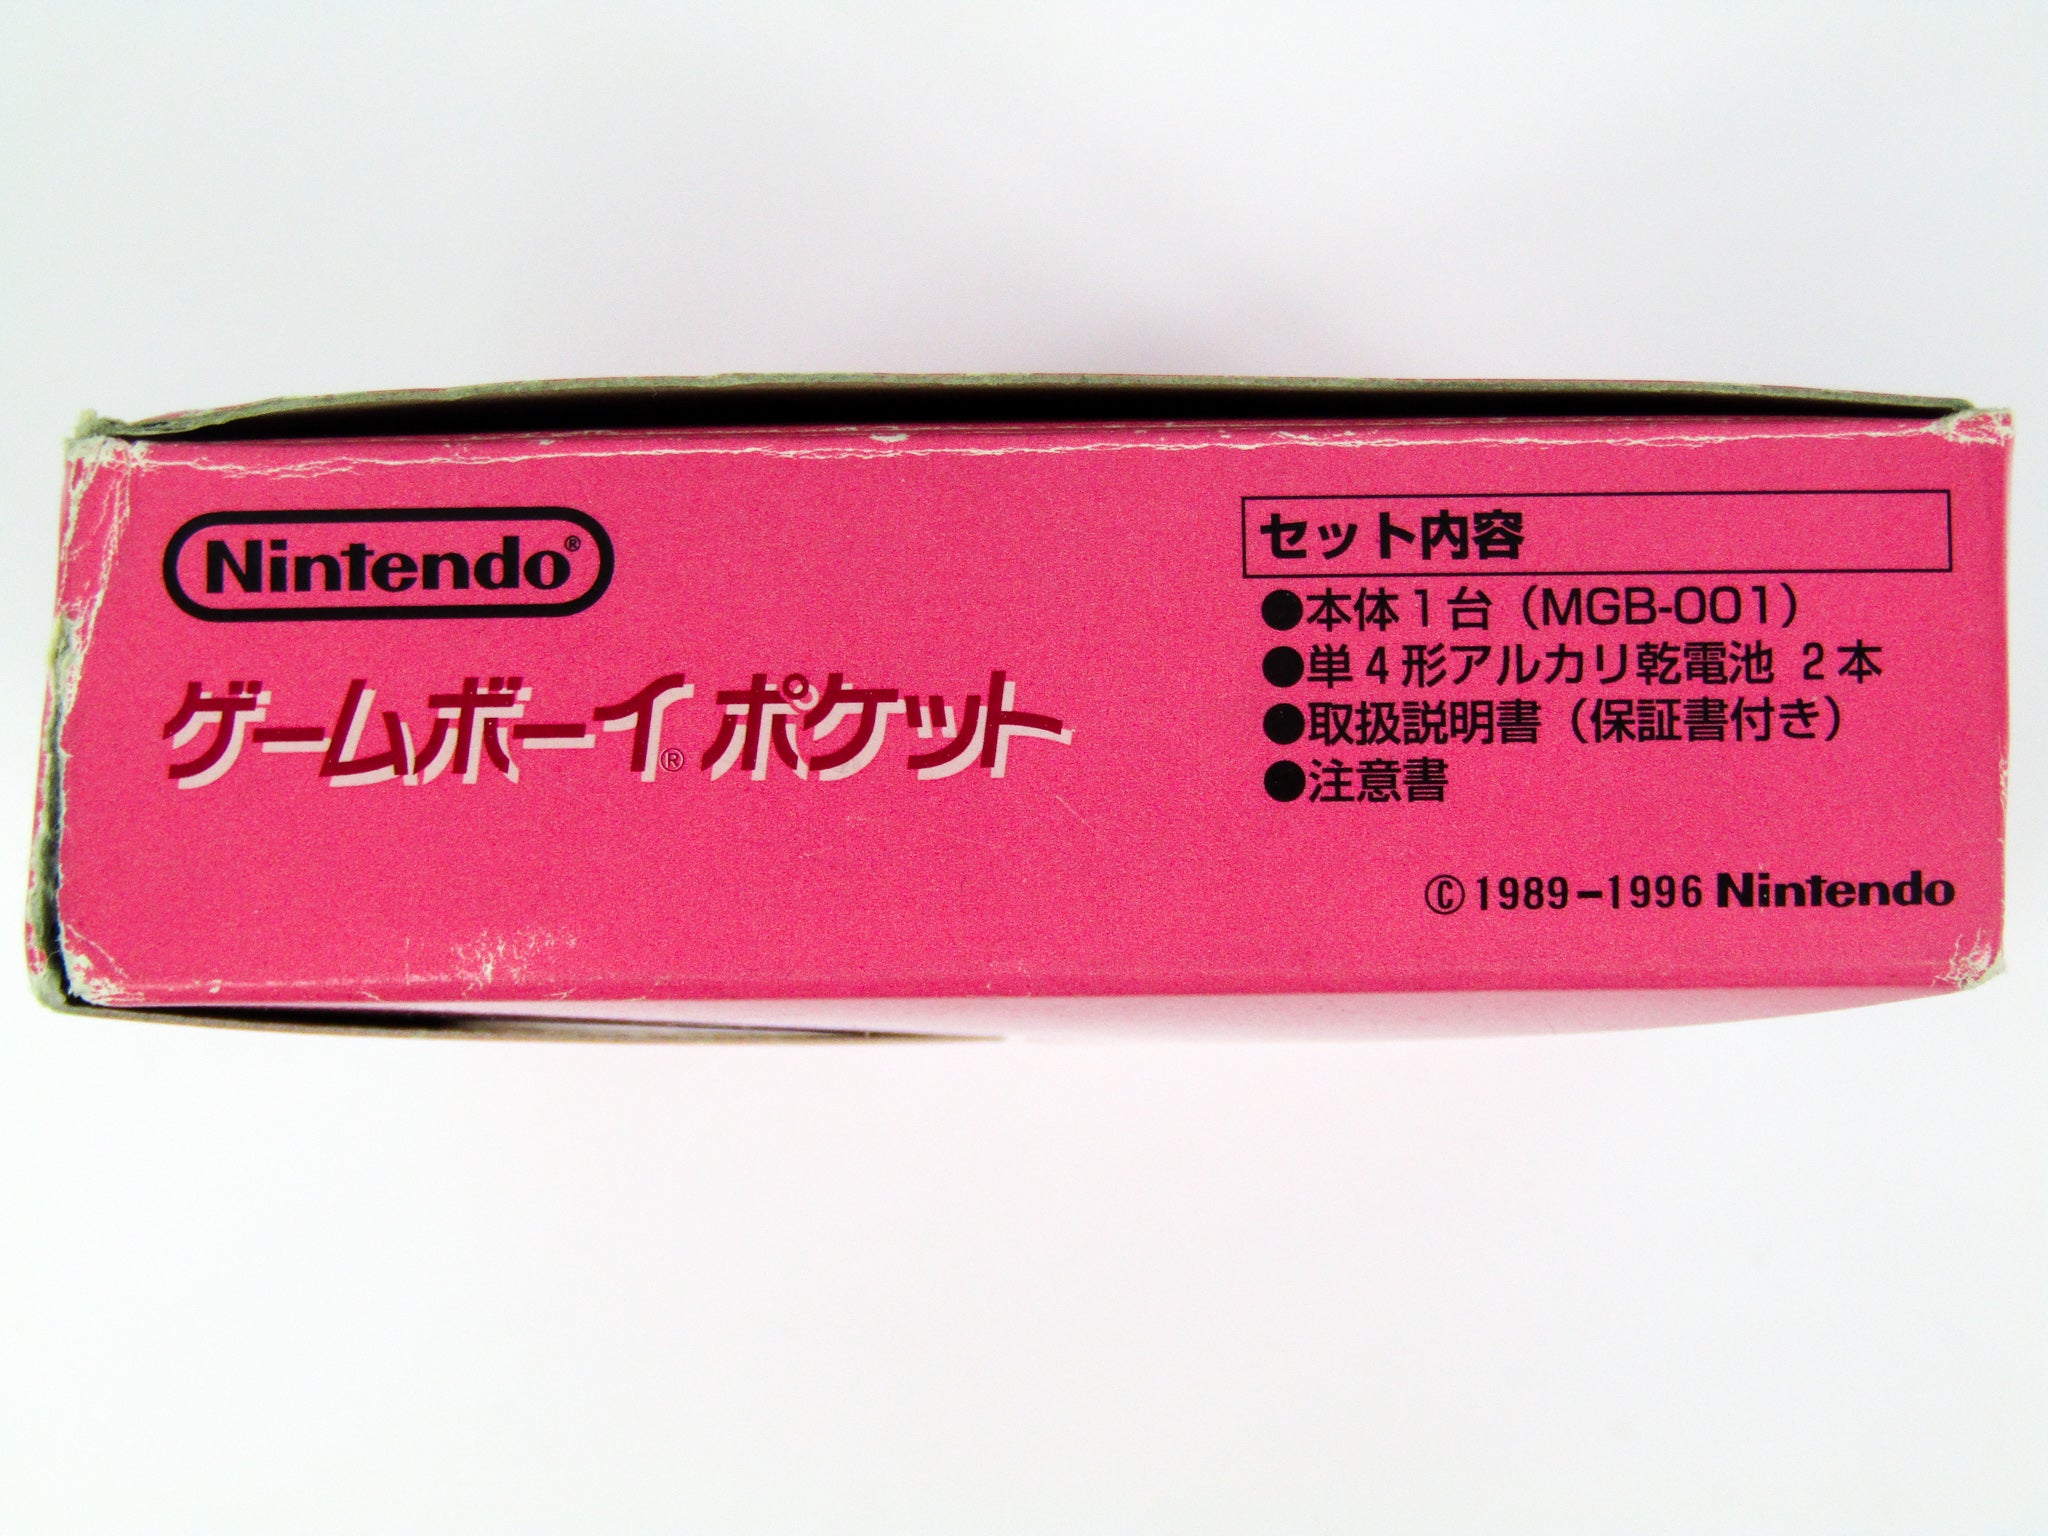 Nintendo®
ゲームボーイ® ポケット
セット内容
●本体1台（MGB-001）
●単4形アルカリ乾電池 2本
●取扱説明書（保証書付き）
●注意書
©1989-1996 Nintendo